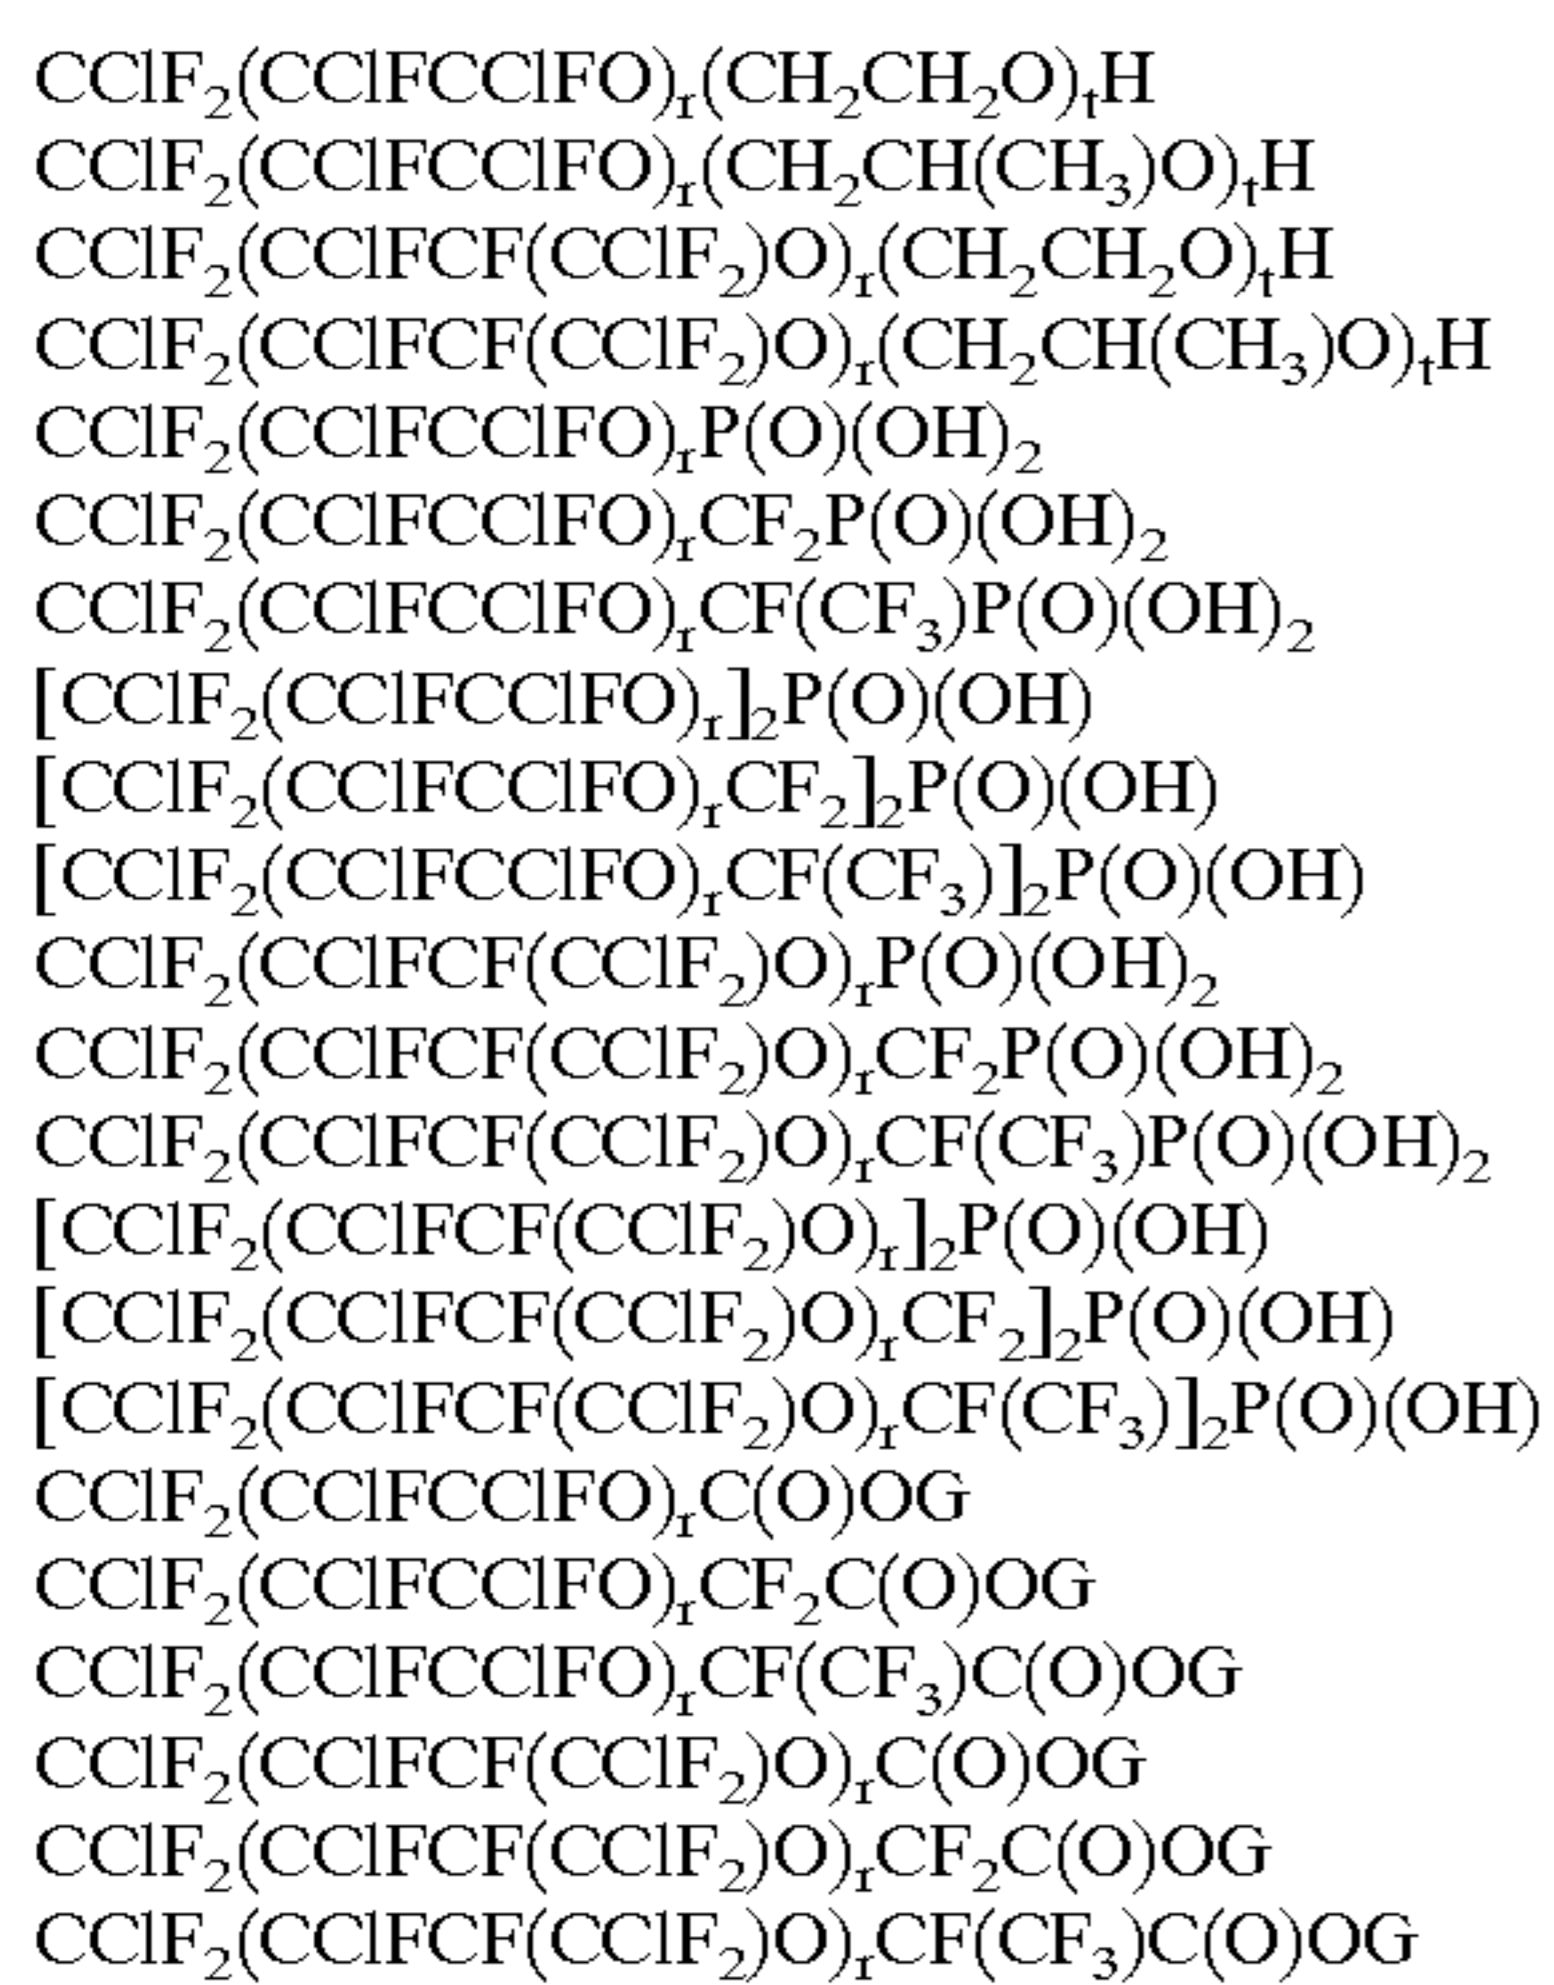 CClF₂(CClFCClFO)ᵣ(CH₂CH₂O)ₜH
CClF₂(CClFCClFO)ᵣ(CH₂CH(CH₃)O)ₜH
CClF₂(CClFCF(CClF₂)O)ᵣ(CH₂CH₂O)ₜH
CClF₂(CClFCF(CClF₂)O)ᵣ(CH₂CH(CH₃)O)ₜH
CClF₂(CClFCClFO)ᵣP(O)(OH)₂
CClF₂(CClFCClFO)ᵣCF₂P(O)(OH)₂
CClF₂(CClFCClFO)ᵣCF(CF₃)P(O)(OH)₂
[CClF₂(CClFCClFO)ᵣ]₂P(O)(OH)
[CClF₂(CClFCClFO)ᵣCF₂]₂P(O)(OH)
[CClF₂(CClFCClFO)ᵣCF(CF₃)]₂P(O)(OH)
CClF₂(CClFCF(CClF₂)O)ᵣP(O)(OH)₂
CClF₂(CClFCF(CClF₂)O)ᵣCF₂P(O)(OH)₂
CClF₂(CClFCF(CClF₂)O)ᵣCF(CF₃)P(O)(OH)₂
[CClF₂(CClFCF(CClF₂)O)ᵣ]₂P(O)(OH)
[CClF₂(CClFCF(CClF₂)O)ᵣCF₂]₂P(O)(OH)
[CClF₂(CClFCF(CClF₂)O)ᵣCF(CF₃)]₂P(O)(OH)
CClF₂(CClFCClFO)ᵣC(O)OG
CClF₂(CClFCClFO)ᵣCF₂C(O)OG
CClF₂(CClFCClFO)ᵣCF(CF₃)C(O)OG
CClF₂(CClFCF(CClF₂)O)ᵣC(O)OG
CClF₂(CClFCF(CClF₂)O)ᵣCF₂C(O)OG
CClF₂(CClFCF(CClF₂)O)ᵣCF(CF₃)C(O)OG